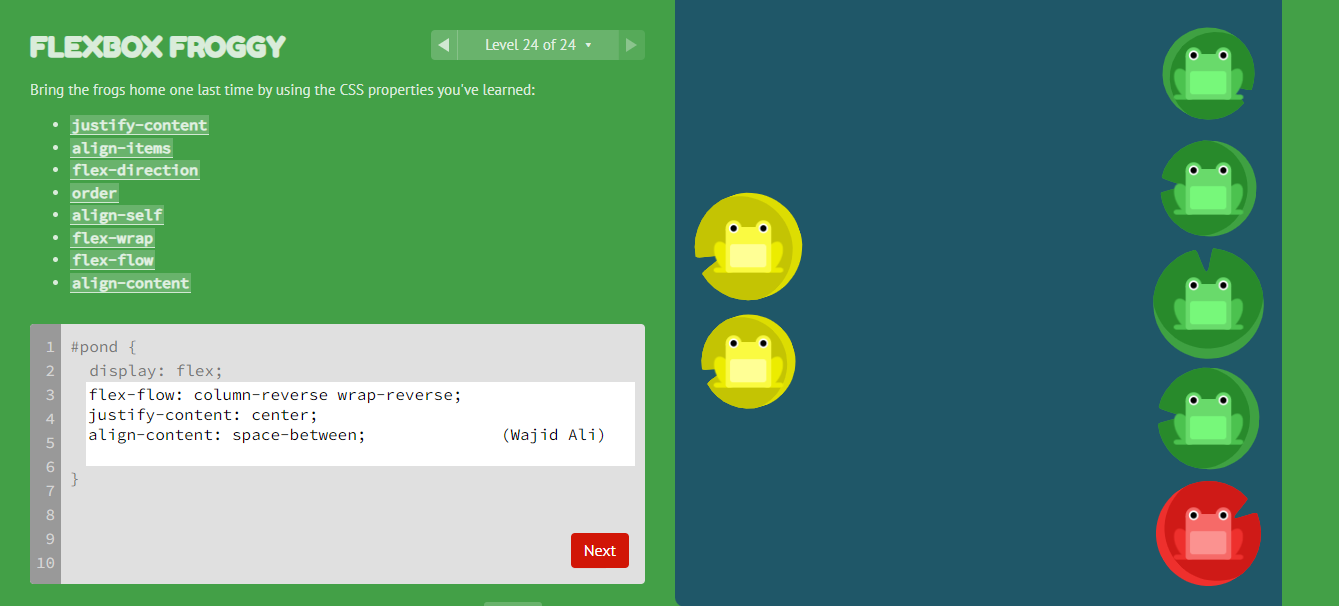 FLEXBOX FROGGY
◀ Level 24 of 24 ▾ ▶
Bring the frogs home one last time by using the CSS properties you've learned:
• justify-content
• align-items
• flex-direction
• order
• align-self
• flex-wrap
• flex-flow
• align-content
1 #pond {
2 display: flex;
3 flex-flow: column-reverse wrap-reverse;
4 justify-content: center;
5 align-content: space-between; (Wajid Ali)
6
7 }
8
9
10
Next